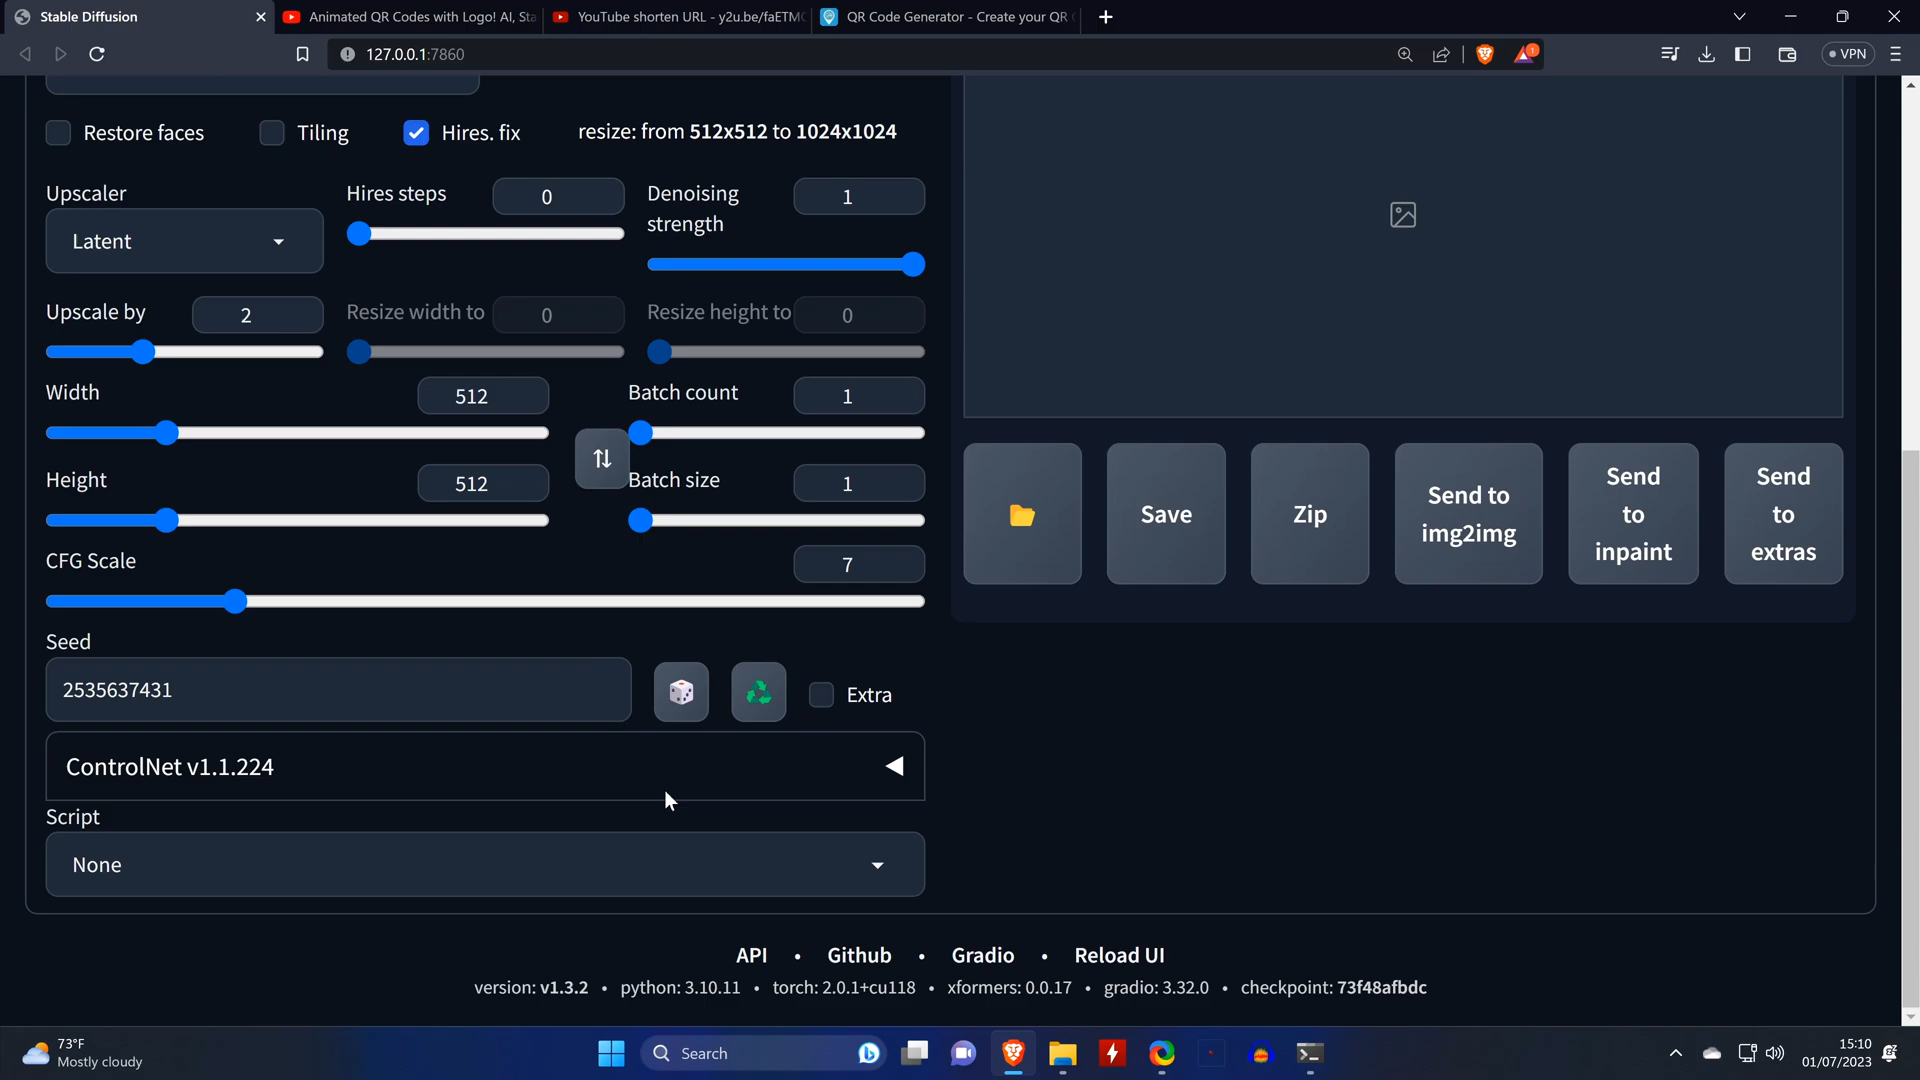 Stable Diffusion
Animated QR Codes with Logo! AI, Sta
YouTube shorten URL - y2u.be/faETMC
QR Code Generator - Create your QR C
127.0.0.1:7860
1
VPN
Restore faces
Tiling
Hires. fix
resize: from 512x512 to 1024x1024
Upscaler
Latent
Hires steps
0
Denoising
strength
1
Upscale by
2
Resize width to
0
Resize height to
0
Width
512
Batch count
1
Height
512
Batch size
1
CFG Scale
7
Save
Zip
Send to
img2img
Send
to
inpaint
Send
to
extras
Seed
2535637431
Extra
ControlNet v1.1.224
Script
None
API • Github • Gradio • Reload UI
version: v1.3.2 • python: 3.10.11 • torch: 2.0.1+cu118 • xformers: 0.0.17 • gradio: 3.32.0 • checkpoint: 73f48afbdc
73°F
Mostly cloudy
Search
15:10
01/07/2023